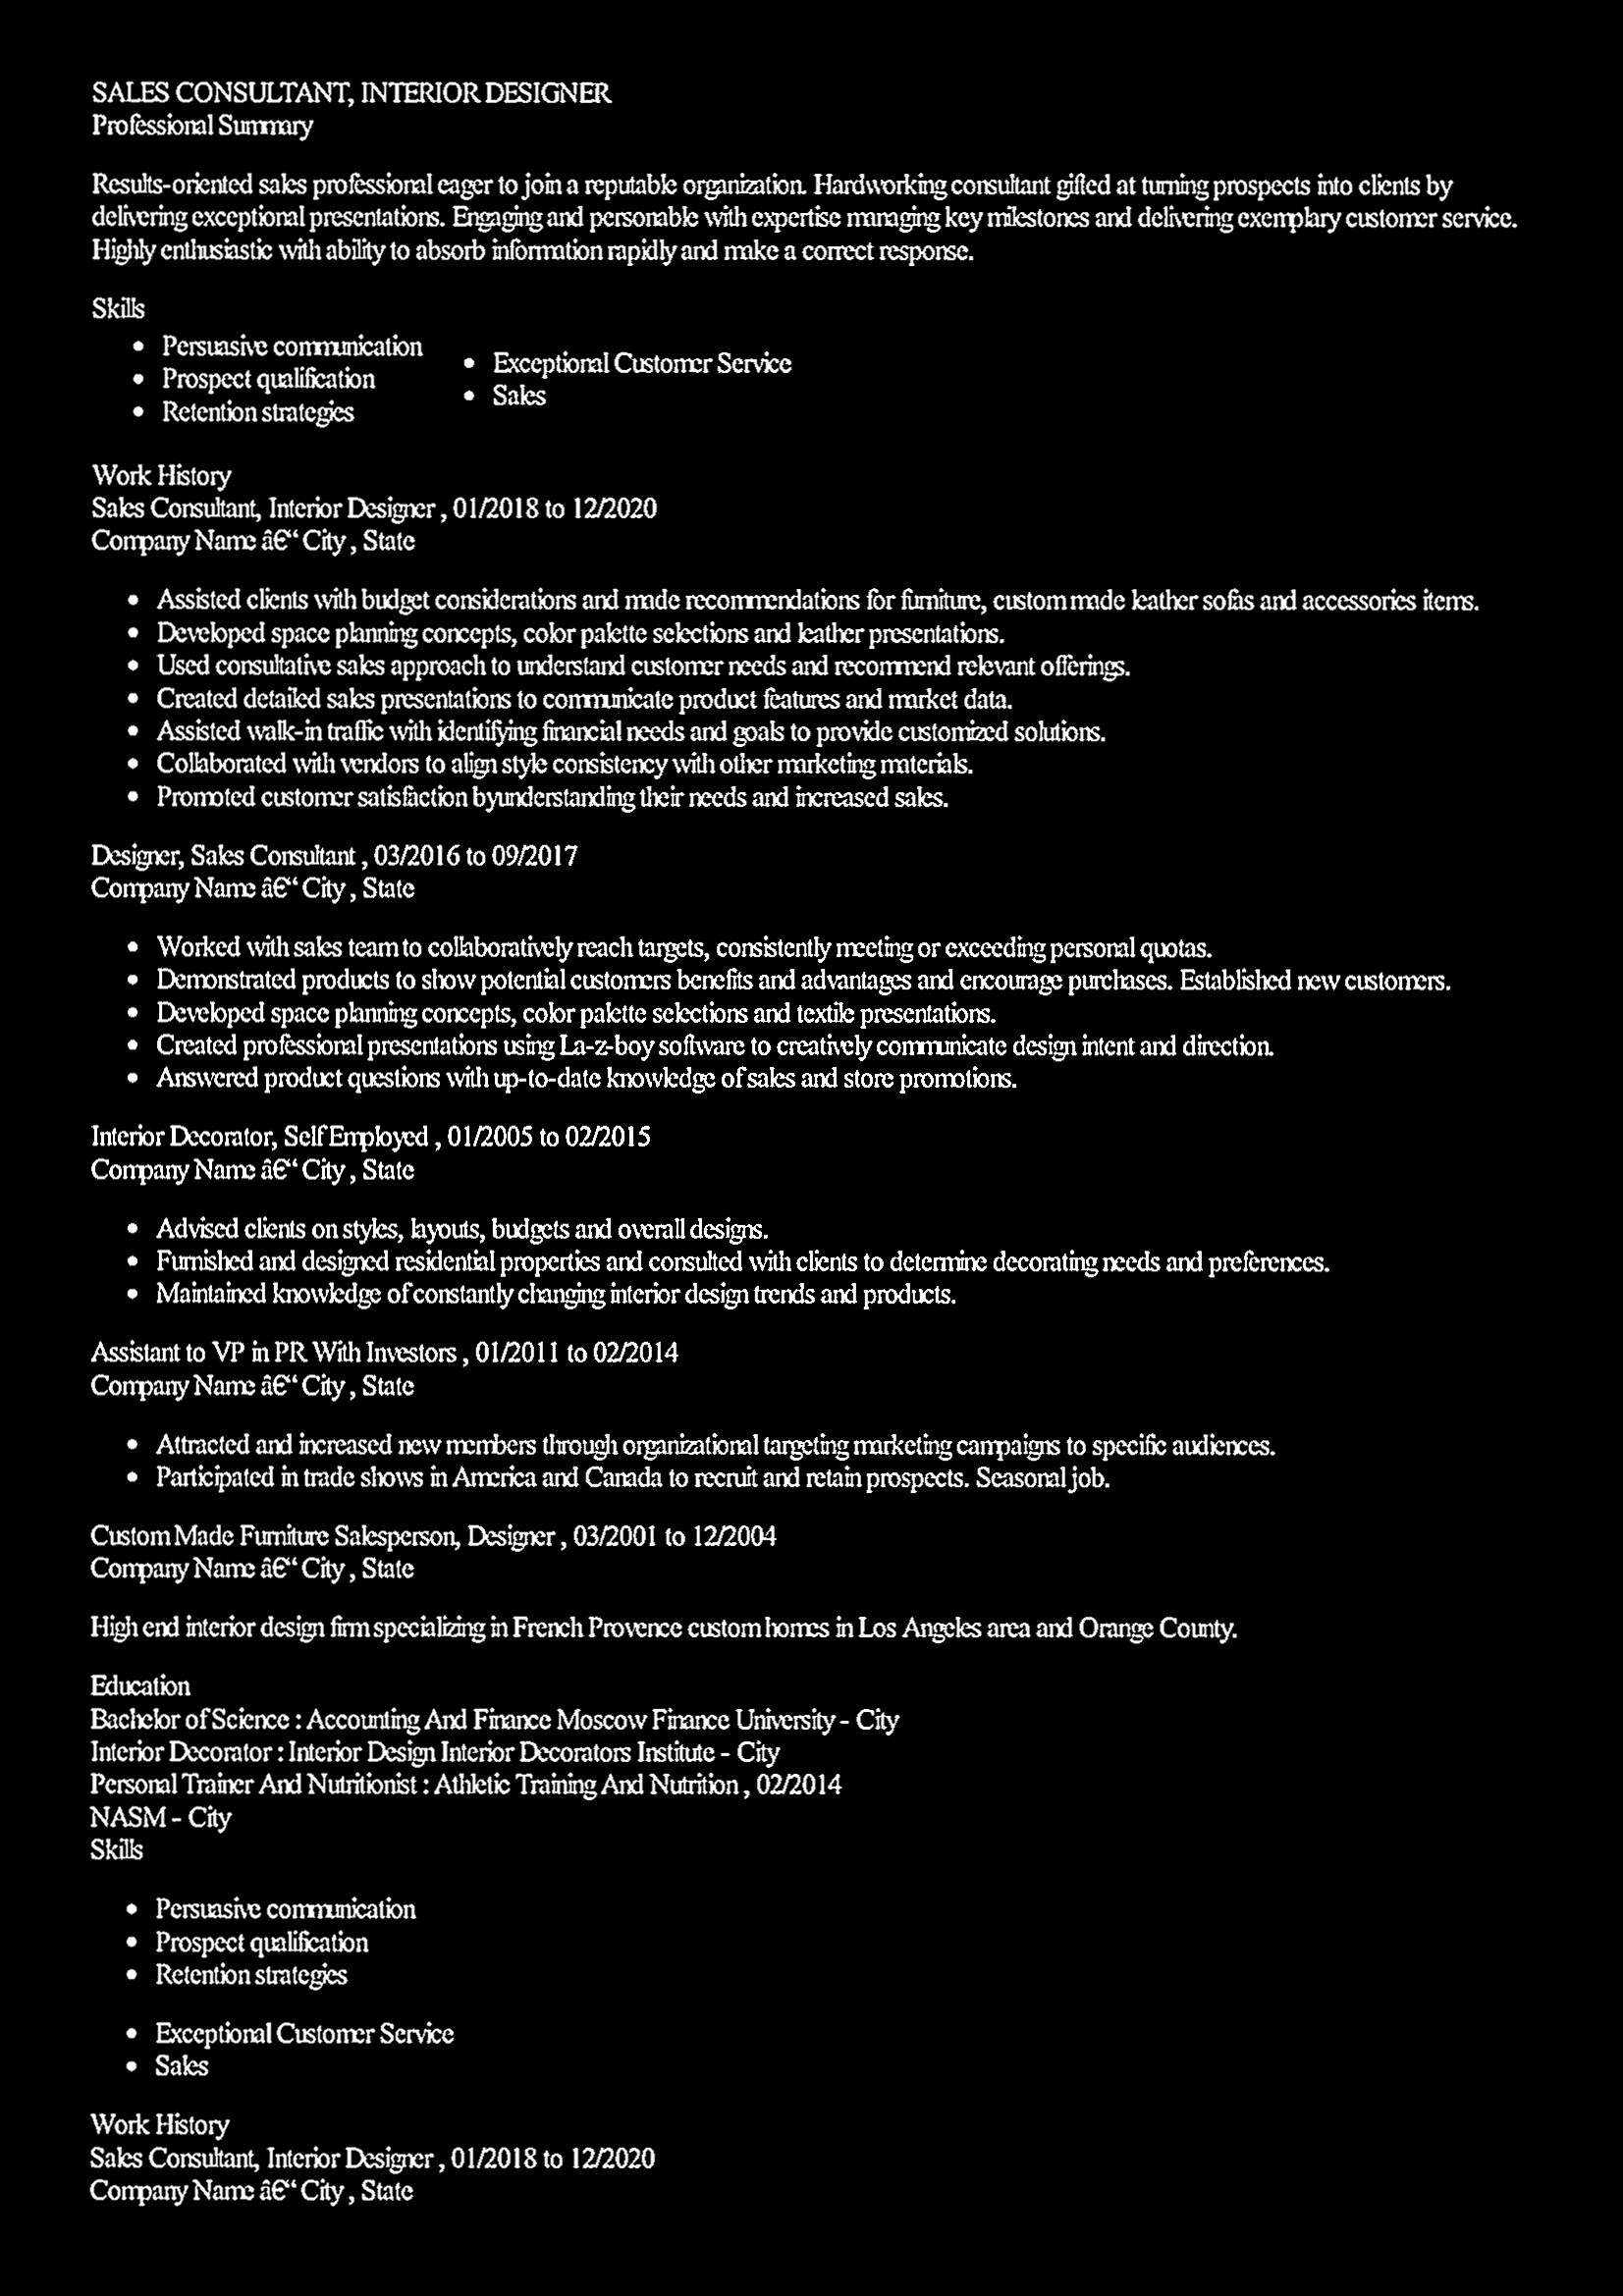 SALES CONSULTANT, INTERIOR DESIGNER
Professional Summary
Results-oriented sales professional eager to join a reputable organization. Hardworking consultant gifted at turning prospects into clients by
delivering exceptional presentations. Engaging and personable with expertise managing key milestones and delivering exemplary customer service.
Highly enthusiastic with ability to absorb information rapidly and make a correct response.
Skills
• Persuasive communication
• Prospect qualification
• Retention strategies
• Exceptional Customer Service
• Sales
Work History
Sales Consultant, Interior Designer , 01/2018 to 12/2020
Company Name â€“ City , State
• Assisted clients with budget considerations and made recommendations for furniture, custom made leather sofas and accessories items.
• Developed space planning concepts, color palette selections and leather presentations.
• Used consultative sales approach to understand customer needs and recommend relevant offerings.
• Created detailed sales presentations to communicate product features and market data.
• Assisted walk-in traffic with identifying financial needs and goals to provide customized solutions.
• Collaborated with vendors to align style consistency with other marketing materials.
• Promoted customer satisfaction byunderstanding their needs and increased sales.
Designer, Sales Consultant , 03/2016 to 09/2017
Company Name â€“ City , State
• Worked with sales team to collaboratively reach targets, consistently meeting or exceeding personal quotas.
• Demonstrated products to show potential customers benefits and advantages and encourage purchases. Established new customers.
• Developed space planning concepts, color palette selections and textile presentations.
• Created professional presentations using La-z-boy software to creatively communicate design intent and direction.
• Answered product questions with up-to-date knowledge of sales and store promotions.
Interior Decorator, Self Employed , 01/2005 to 02/2015
Company Name â€“ City , State
• Advised clients on styles, layouts, budgets and overall designs.
• Furnished and designed residential properties and consulted with clients to determine decorating needs and preferences.
• Maintained knowledge of constantly changing interior design trends and products.
Assistant to VP in PR With Investors , 01/2011 to 02/2014
Company Name â€“ City , State
• Attracted and increased new members through organizational targeting marketing campaigns to specific audiences.
• Participated in trade shows in America and Canada to recruit and retain prospects. Seasonal job.
Custom Made Furniture Salesperson, Designer , 03/2001 to 12/2004
Company Name â€“ City , State
High end interior design firm specializing in French Provence custom homes in Los Angeles area and Orange County.
Education
Bachelor of Science : Accounting And Finance Moscow Finance University - City
Interior Decorator : Interior Design Interior Decorators Institute - City
Personal Trainer And Nutritionist : Athletic Training And Nutrition , 02/2014
NASM - City
Skills
• Persuasive communication
• Prospect qualification
• Retention strategies
• Exceptional Customer Service
• Sales
Work History
Sales Consultant, Interior Designer , 01/2018 to 12/2020
Company Name â€“ City , State